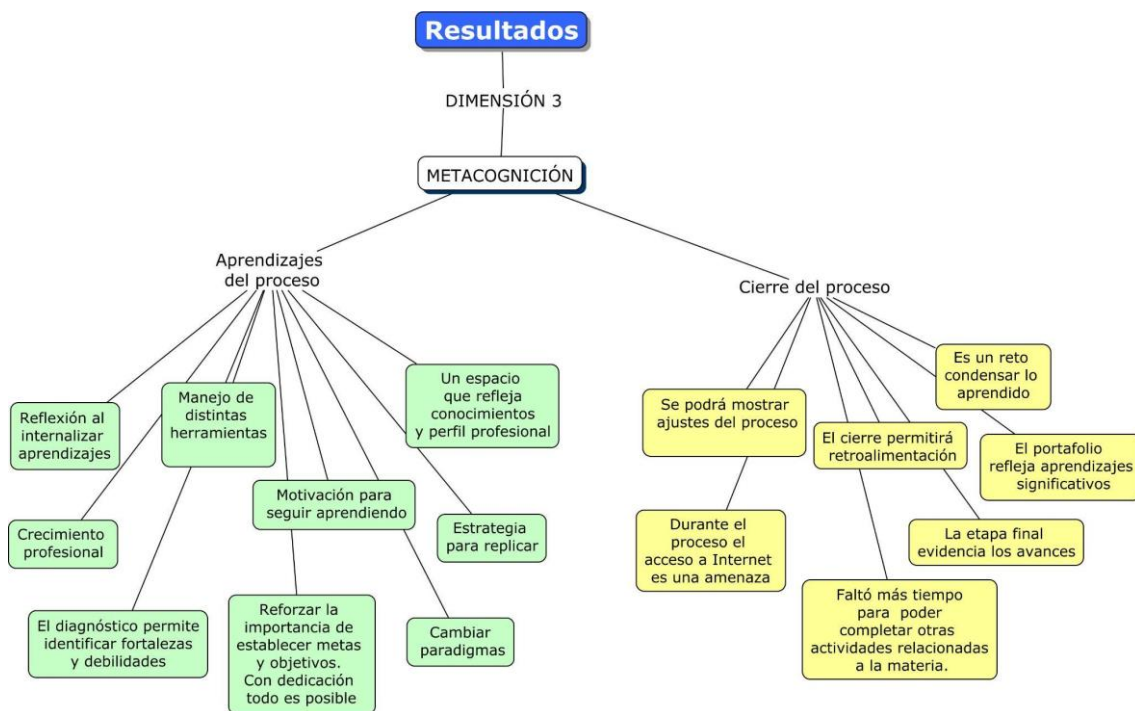 Resultados
DIMENSIÓN 3
METACOGNICIÓN
Aprendizajes
del proceso
Reflexión al
internalizar
aprendizajes
Manejo de
distintas
herramientas
Un espacio
que refleja
conocimientos
y perfil profesional
Crecimiento
profesional
Motivación para
seguir aprendiendo
Estrategia
para replicar
El diagnóstico permite
identificar fortalezas
y debilidades
Reforzar la
importancia de
establecer metas
y objetivos.
Con dedicación
todo es posible
Cambiar
paradigmas
Cierre del proceso
Se podrá mostrar
ajustes del proceso
Es un reto
condensar lo
aprendido
El cierre permitirá
retroalimentación
El portafolio
refleja aprendizajes
significativos
Durante el
proceso el
acceso a Internet
es una amenaza
La etapa final
evidencia los avances
Faltó más tiempo
para poder
completar otras
actividades relacionadas
a la materia.